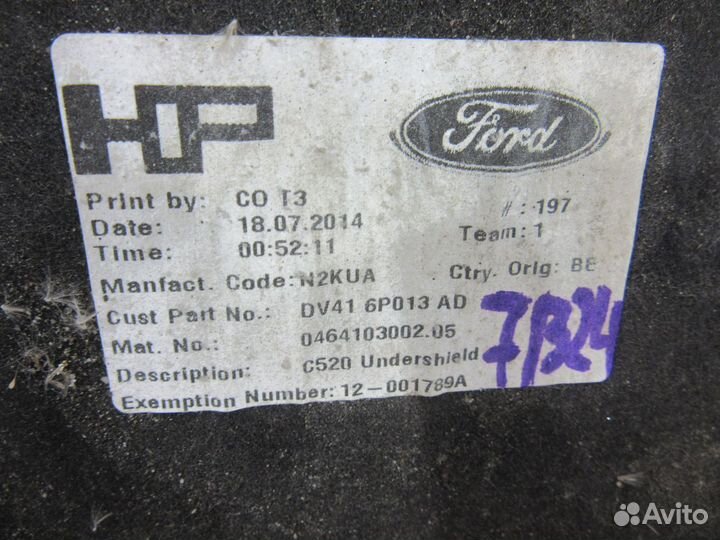 HP
Ford
Print by: CO T3
#: 197
Date: 18.07.2014
Team: 1
Time: 00:52:11
Manfact. Code: N2KUA
Ctry. Orig: BE
Cust Part No.: DV41 6P013 AD
Mat. No.: 0464103002.05
Description: C520 Undershield
Exemption Number: 12-001789A
Avito